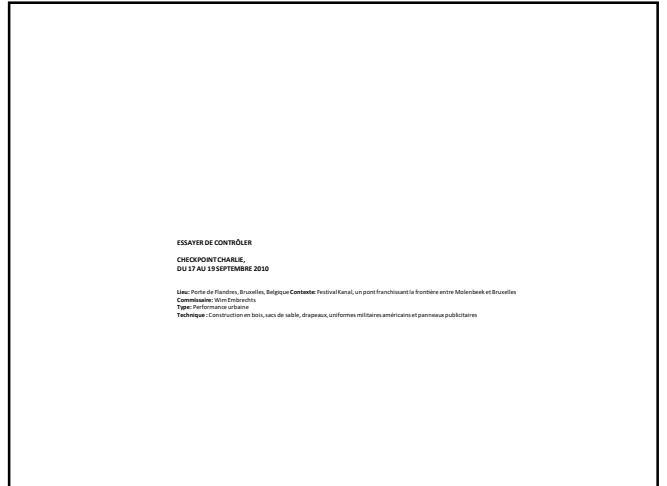 ESSAYER DE CONTRÔLER
CHECKPOINT CHARLIE,
DU 17 AU 19 SEPTEMBRE 2010
Lieu: Porte de Flandres, Bruxelles, Belgique Contexte: Festival Kanal, un pont franchissant la frontière entre Molenbeek et Bruxelles
Commissaire: Wim Embrechts
Type: Performance urbaine
Technique : Construction en bois, sacs de sable, drapeaux, uniformes militaires américains et panneaux publicitaires